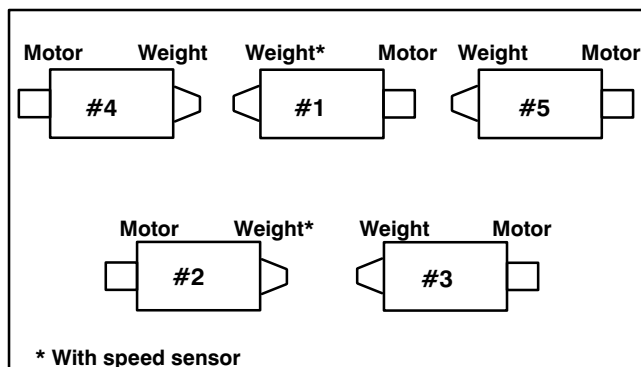 Motor Weight Weight* Motor Weight Motor
#4 #1 #5
Motor Weight* Weight Motor
#2 #3
* With speed sensor